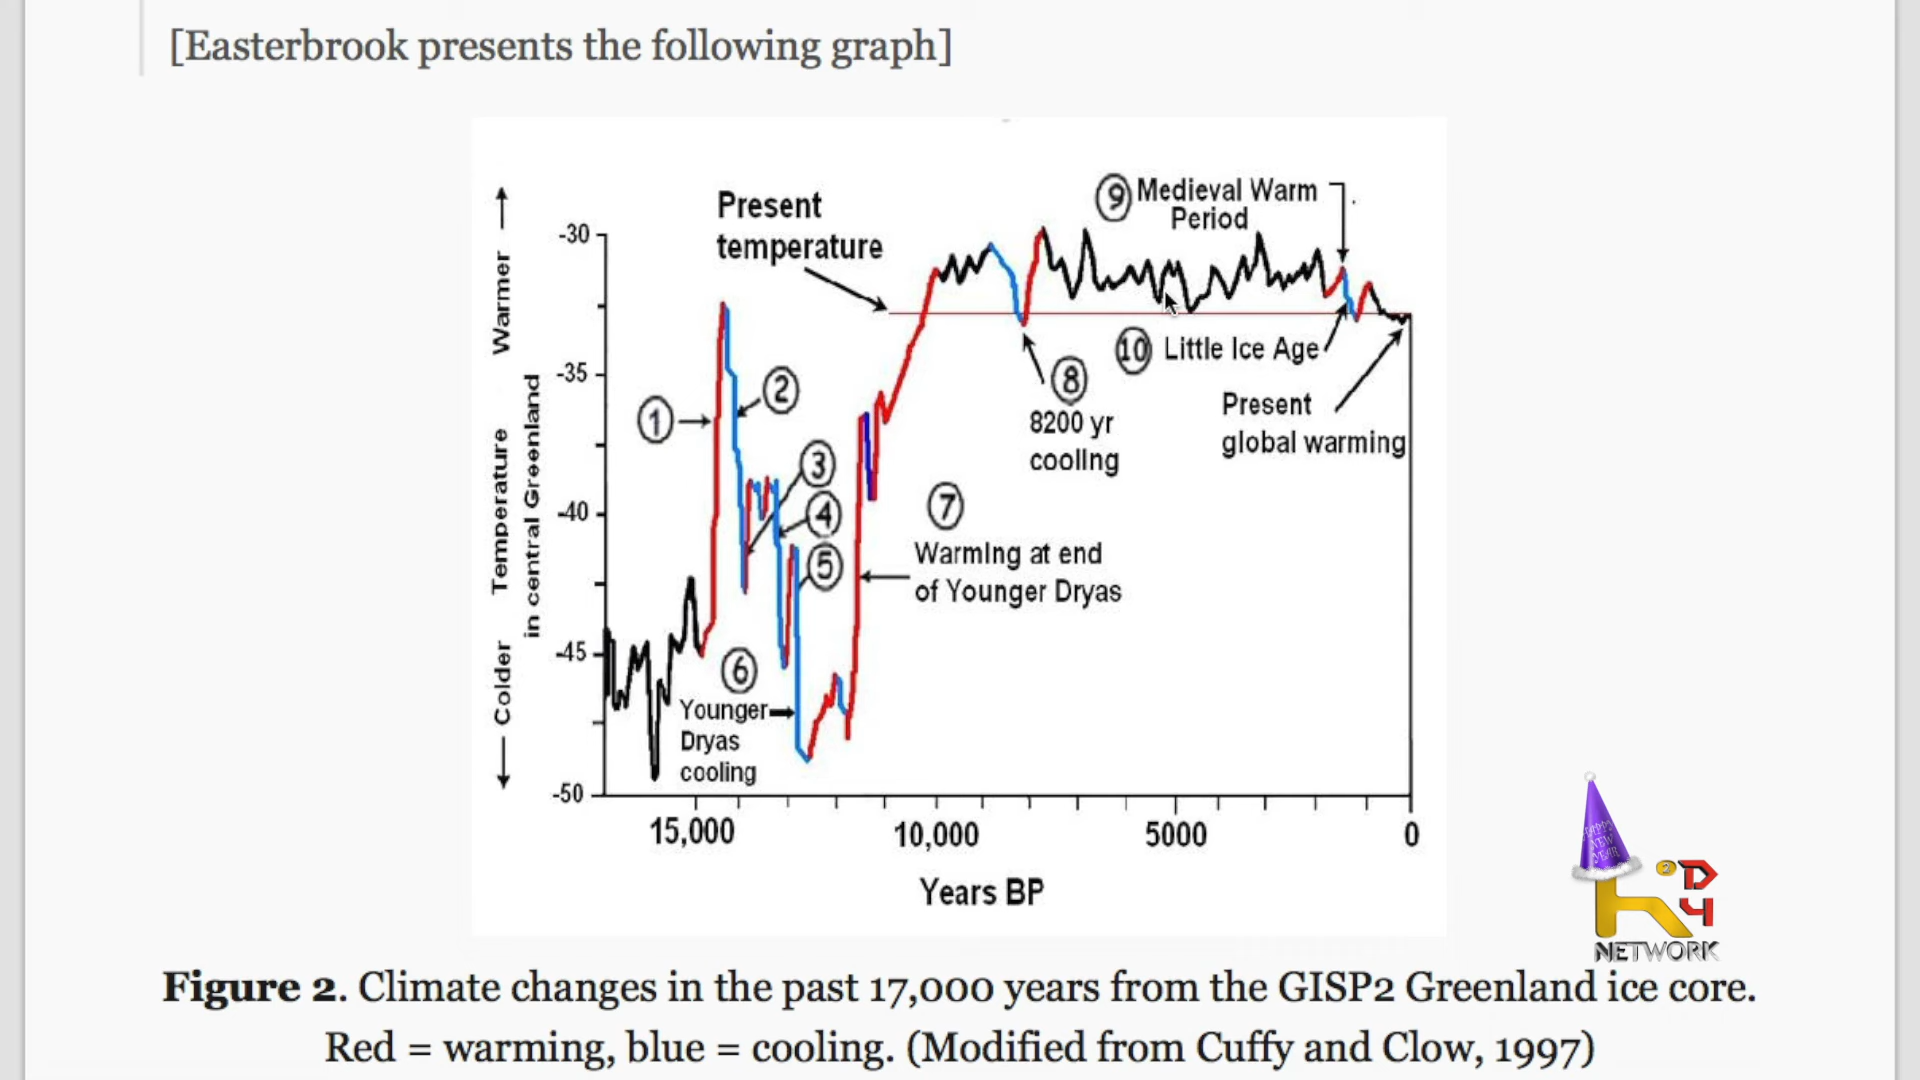 [Easterbrook presents the following graph]
Present
temperature
9 Medieval Warm
Period
Warmer
Temperature
in central Greenland
Colder
-30
-35
-40
-45
-50
1
2
3
4
5
6
Younger
Dryas
cooling
7
Warming at end
of Younger Dryas
8
8200 yr
cooling
10 Little Ice Age
Present
global warming
15,000
10,000
5000
0
Years BP
HAPPY
NEW
YEAR
K2D4
NETWORK
Figure 2. Climate changes in the past 17,000 years from the GISP2 Greenland ice core.
Red = warming, blue = cooling. (Modified from Cuffy and Clow, 1997)